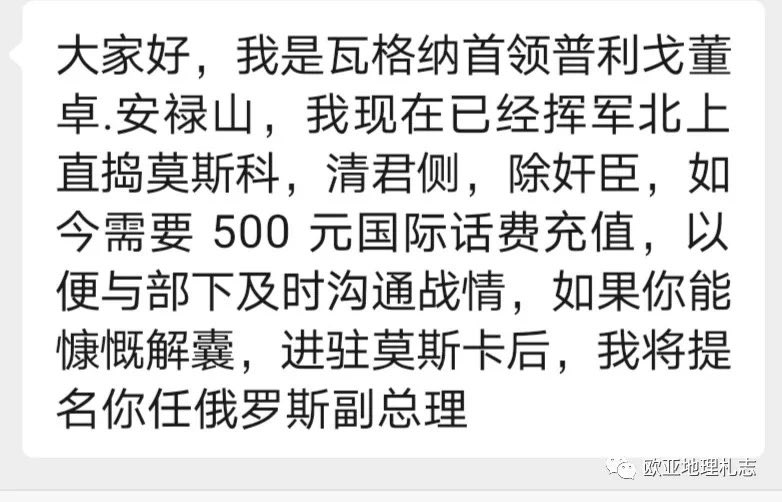 大家好，我是瓦格纳首领普利戈董
卓.安禄山，我现在已经挥军北上
直捣莫斯科，清君侧，除奸臣，如
今需要 500 元国际话费充值，以
便与部下及时沟通战情，如果你能
慷慨解囊，进驻莫斯卡后，我将提
名你任俄罗斯副总理
欧亚地理札志